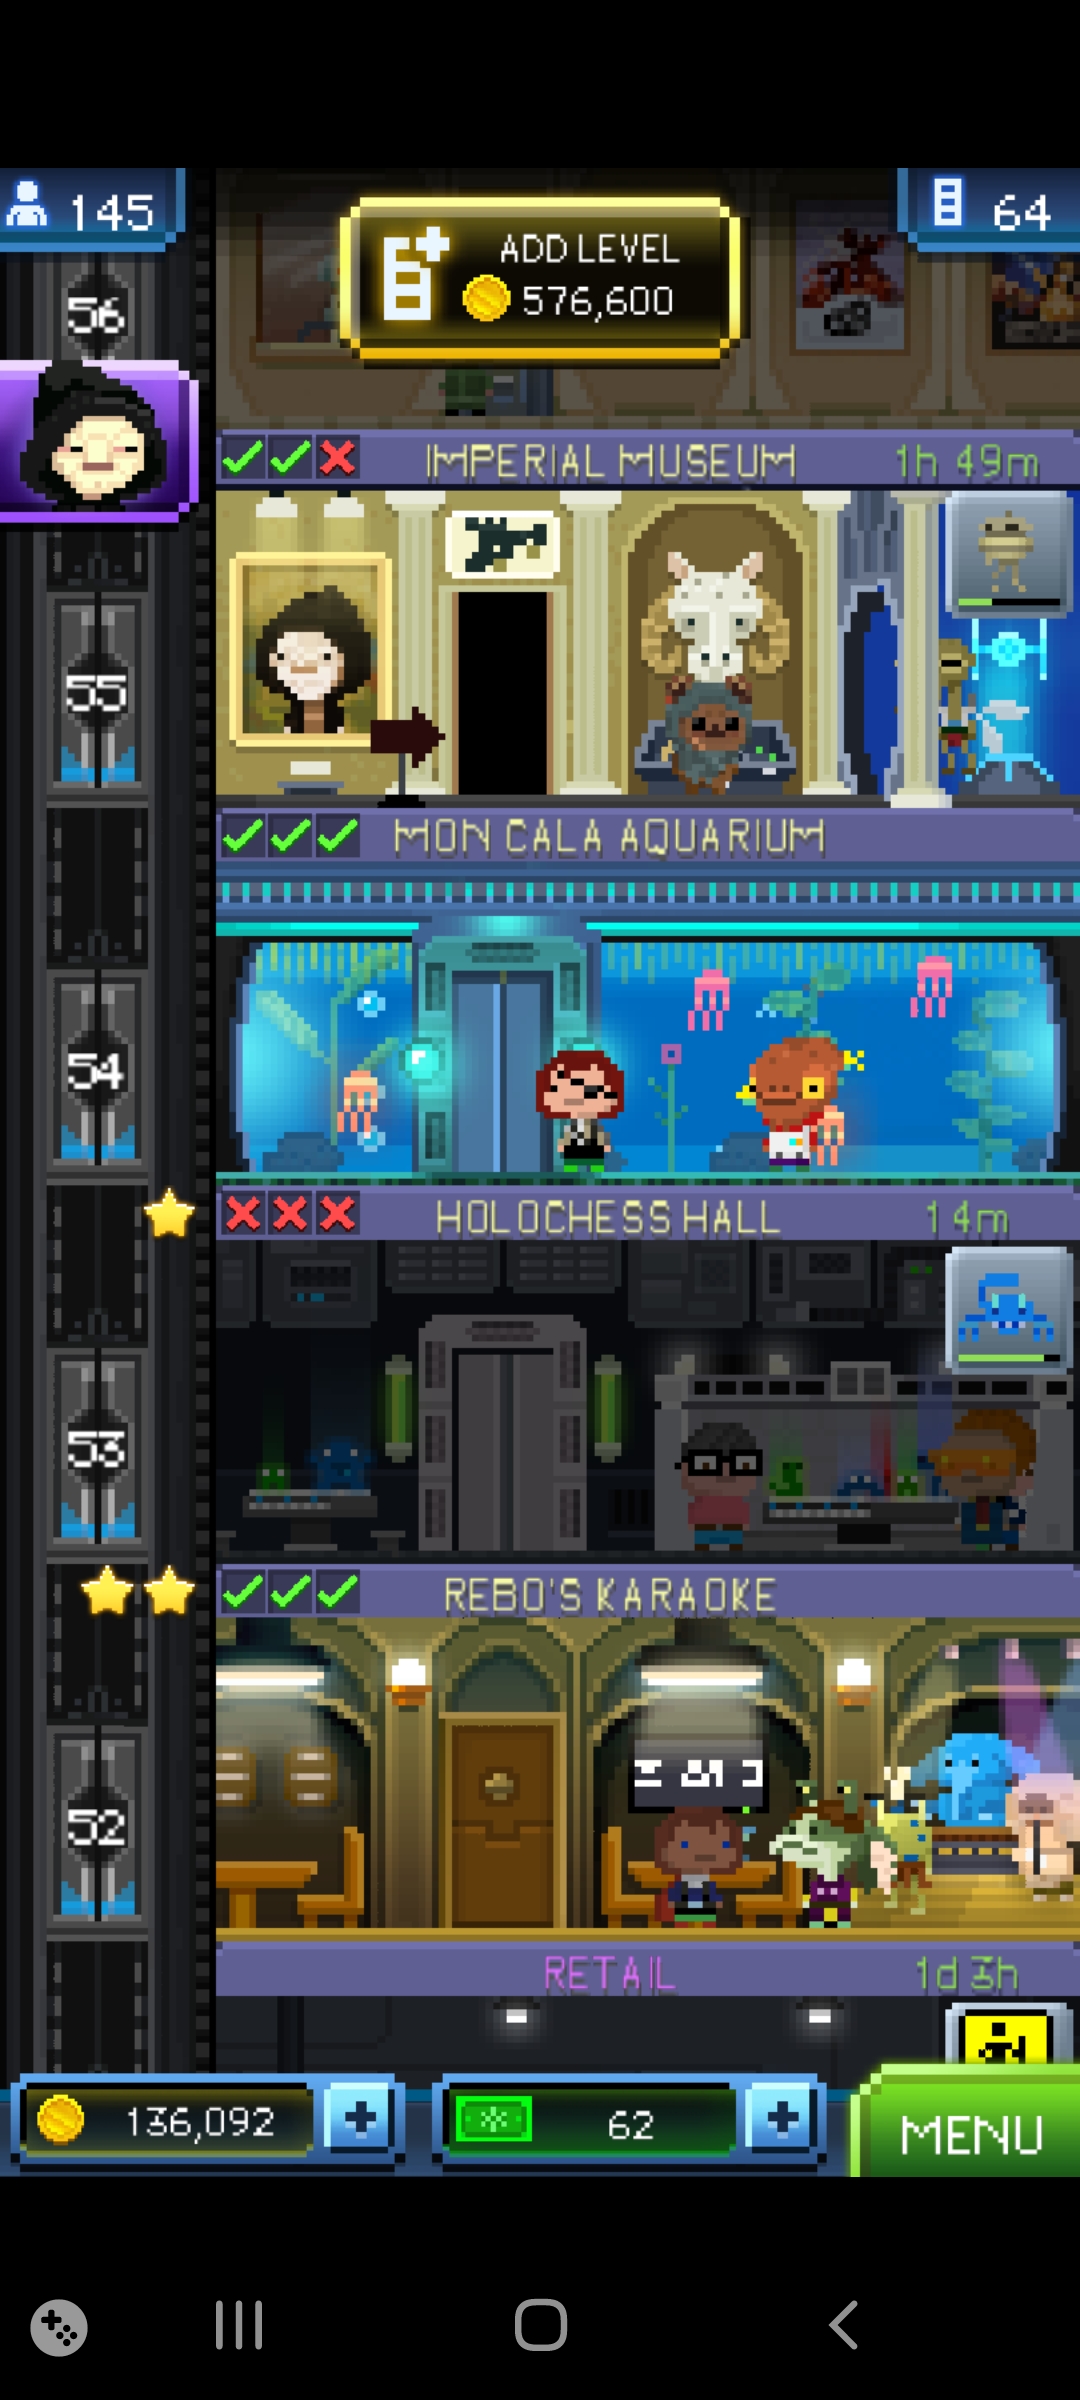 145
ADD LEVEL
576,600
64
56
IMPERIAL MUSEUM 1h 49m
55
MON CALA AQUARIUM
54
HOLOCHESS HALL 14m
53
REBO'S KARAOKE
52
RETAIL 1d 3h
136,092 + 62 + MENU